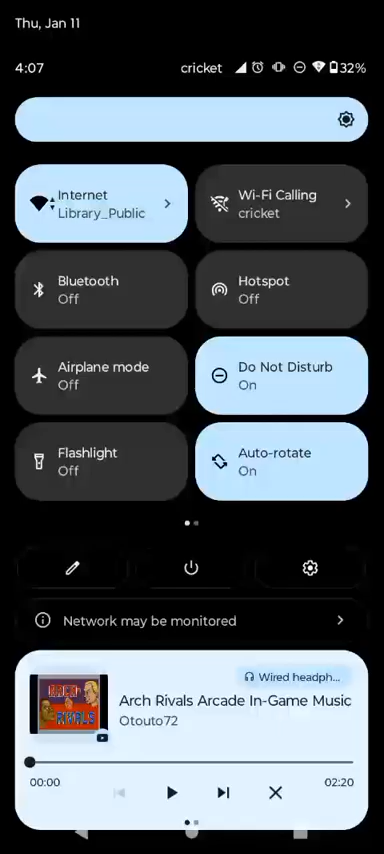 Thu, Jan 11
4:07 cricket 32%
Internet
Library_Public
Wi-Fi Calling
cricket
Bluetooth
Off
Hotspot
Off
Airplane mode
Off
Do Not Disturb
On
Flashlight
Off
Auto-rotate
On
Network may be monitored
Wired headph...
ARCH
RIVALS
Arch Rivals Arcade In-Game Music
Otouto72
00:00 02:20